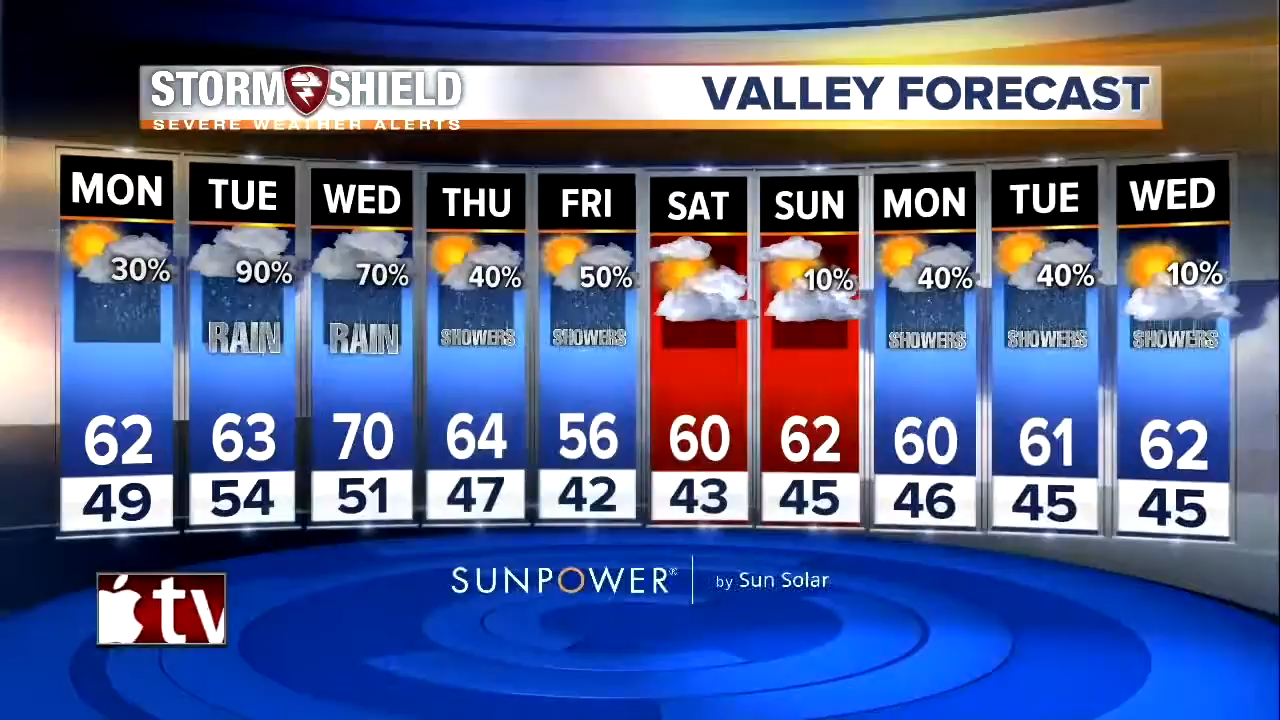 STORM SHIELD
SEVERE WEATHER ALERTS
VALLEY FORECAST
MON TUE WED THU FRI SAT SUN MON TUE WED
30% 90% 70% 40% 50% 10% 40% 40% 10%
RAIN RAIN SHOWERS SHOWERS SHOWERS SHOWERS SHOWERS
62 63 70 64 56 60 62 60 61 62
49 54 51 47 42 43 45 46 45 45
SUNPOWER® by Sun Solar
tv